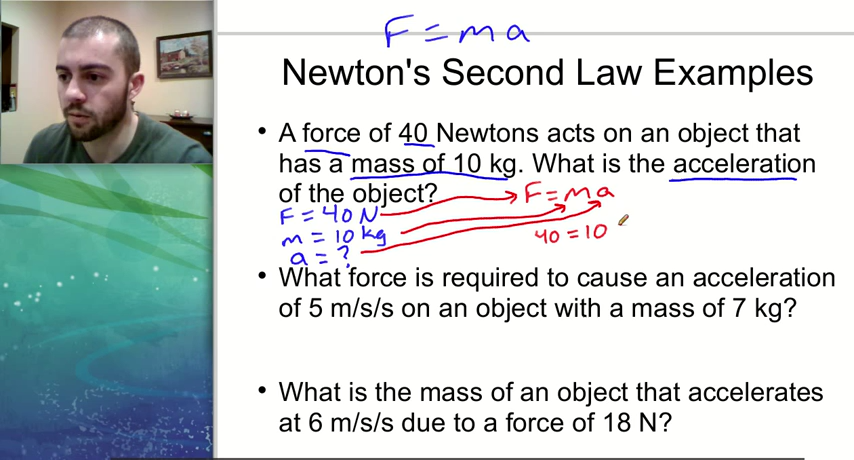 F = ma
Newton's Second Law Examples
• A force of 40 Newtons acts on an object that
has a mass of 10 kg. What is the acceleration
of the object?
F = ma
F = 40 N
m = 10 kg
40 = 10
a = ?
• What force is required to cause an acceleration
of 5 m/s/s on an object with a mass of 7 kg?
• What is the mass of an object that accelerates
at 6 m/s/s due to a force of 18 N?